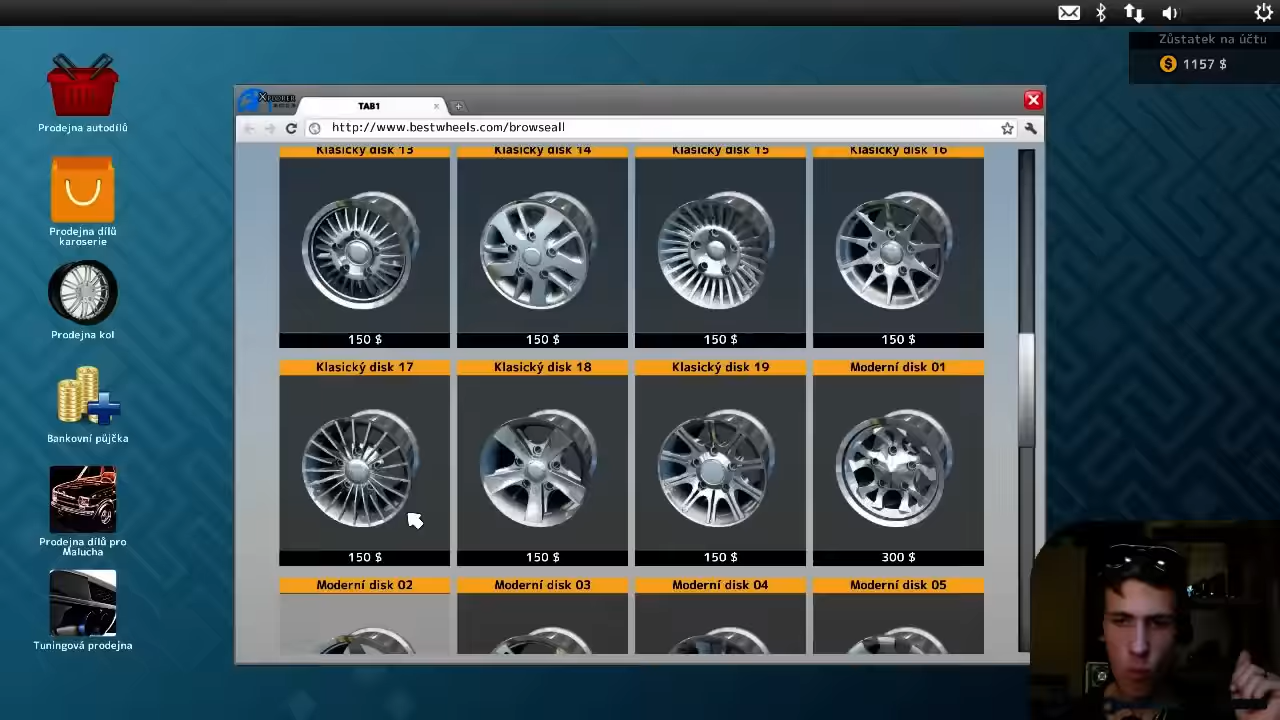 Zůstatek na účtu
1157 $
Prodejna autodílů
Prodejna dílů
karoserie
Prodejna kol
Bankovní půjčka
Prodejna dílů pro
Malucha
Tuningová prodejna
TAB1
http://www.bestwheels.com/browseall
Klasický disk 13
Klasický disk 14
Klasický disk 15
Klasický disk 16
150 $
150 $
150 $
150 $
Klasický disk 17
Klasický disk 18
Klasický disk 19
Moderní disk 01
150 $
150 $
150 $
300 $
Moderní disk 02
Moderní disk 03
Moderní disk 04
Moderní disk 05